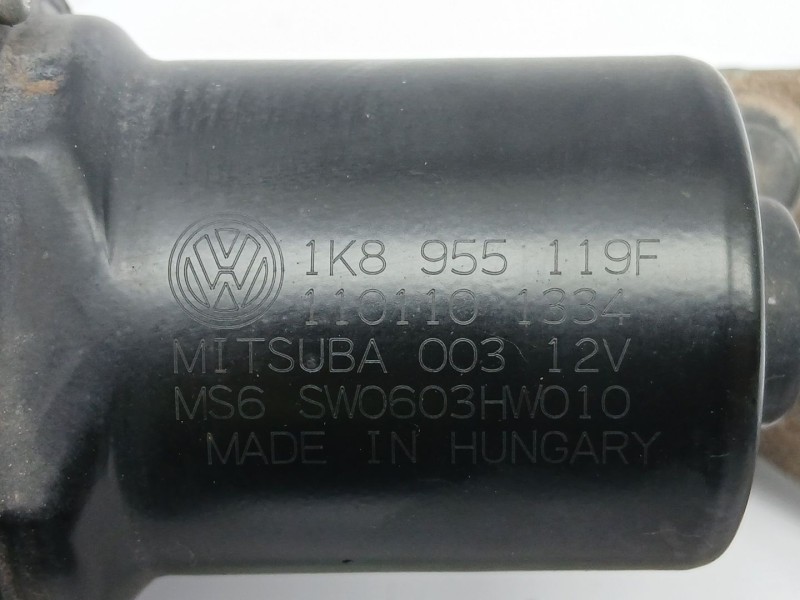 1K8 955 119F
110110 1334
MITSUBA 003 12V
MS6 SW0603HW010
MADE IN HUNGARY